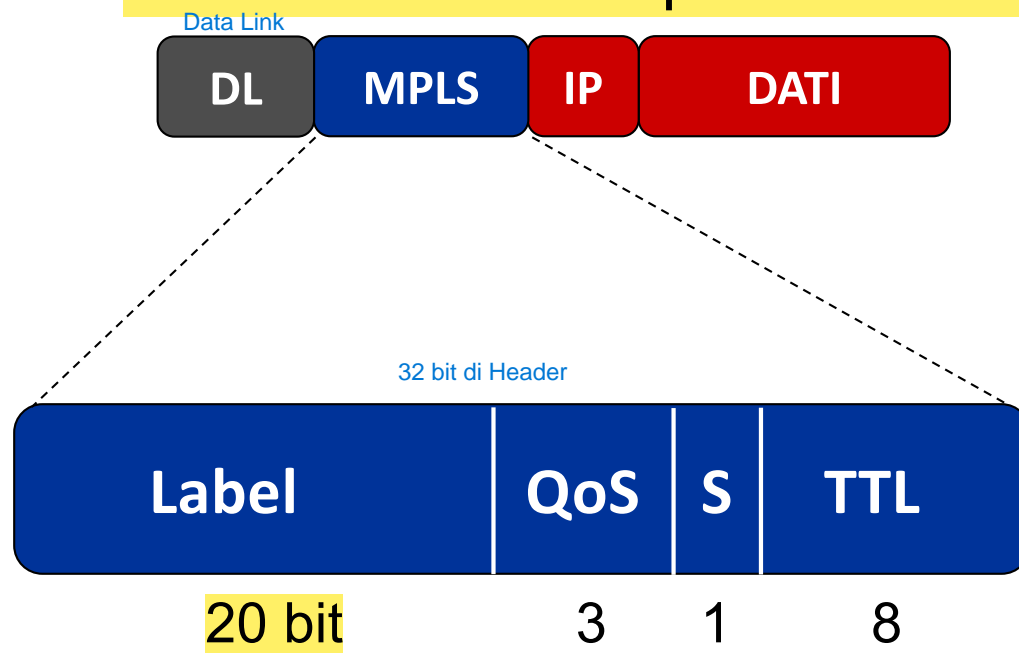 Data Link
DL MPLS IP DATI
32 bit di Header
Label QoS S TTL
20 bit 3 1 8